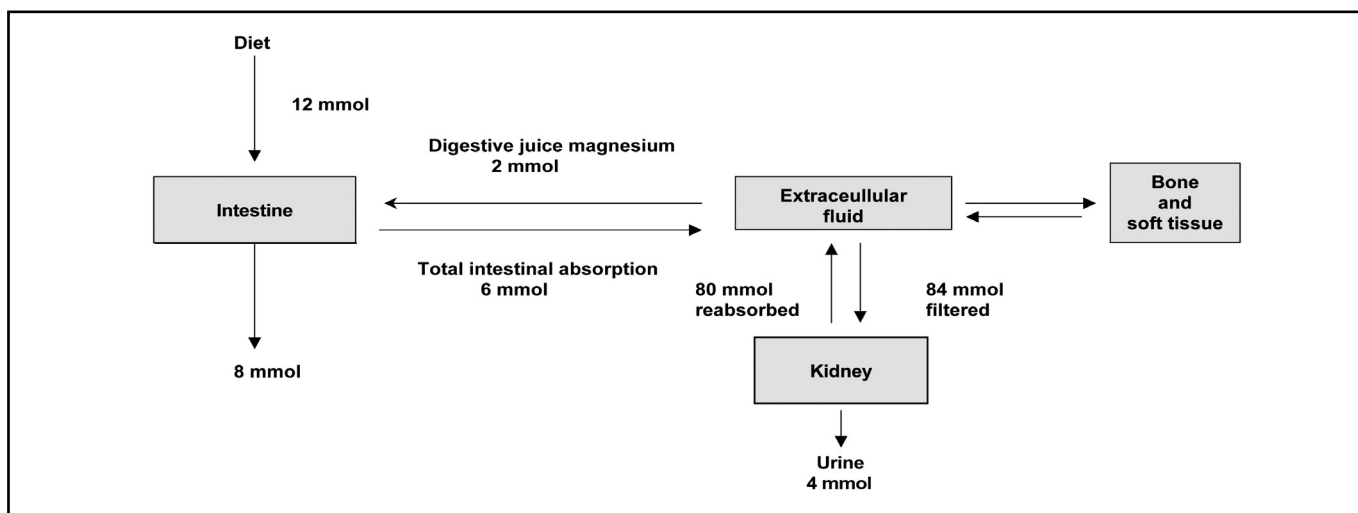 Diet
12 mmol
Digestive juice magnesium
2 mmol
Intestine
Extraceullular
fluid
Bone
and
soft tissue
Total intestinal absorption
6 mmol
80 mmol
reabsorbed
84 mmol
filtered
8 mmol
Kidney
Urine
4 mmol